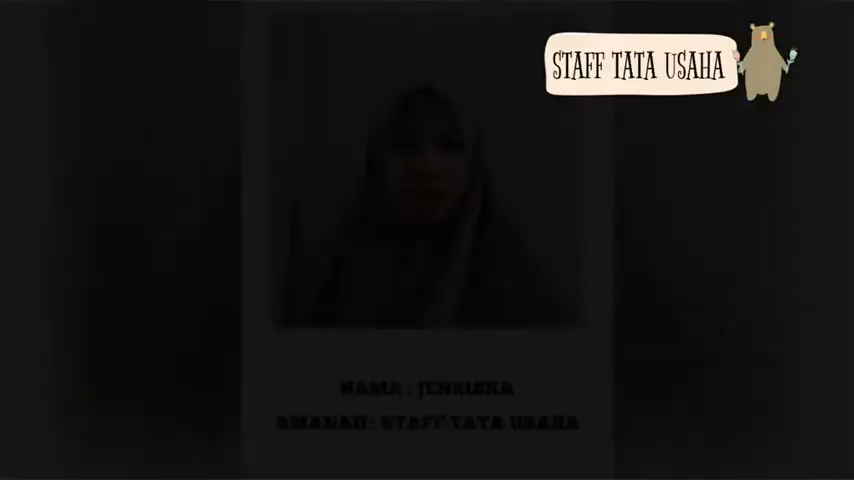 STAFF TATA USAHA
NAMA : JENRISKA
AMANAH : STAFF TATA USAHA